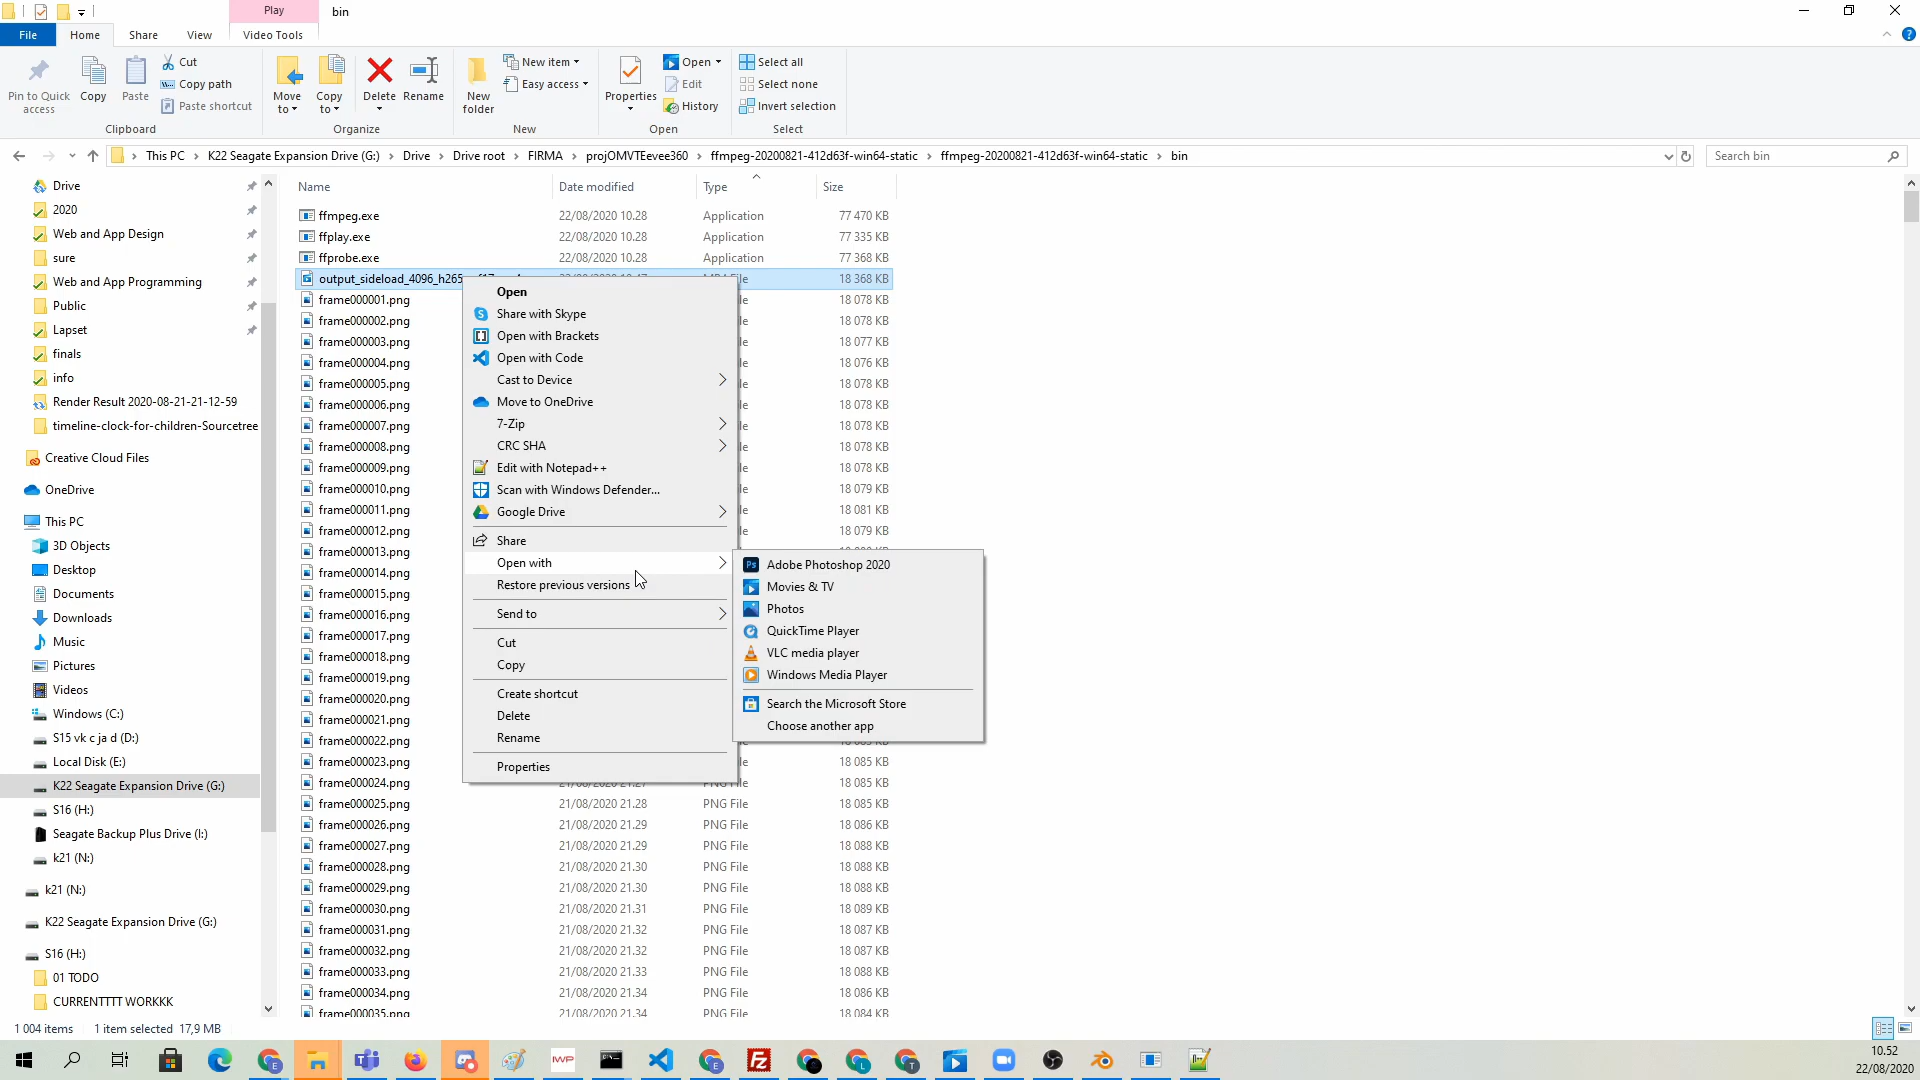 Play
bin
File
Home
Share
View
Video Tools
Pin to Quick access
Copy
Paste
Cut
Copy path
Paste shortcut
Clipboard
Move to
Copy to
Delete
Rename
Organize
New folder
New item
Easy access
New
Properties
Open
Edit
History
Open
Select all
Select none
Invert selection
Select
This PC
K22 Seagate Expansion Drive (G:)
Drive
Drive root
FIRMA
projOMVTEevee360
ffmpeg-20200821-412d63f-win64-static
ffmpeg-20200821-412d63f-win64-static
bin
Search bin
Drive
2020
Web and App Design
sure
Web and App Programming
Public
Lapset
finals
info
Render Result 2020-08-21-21-12-59
timeline-clock-for-children-Sourcetree
Creative Cloud Files
OneDrive
This PC
3D Objects
Desktop
Documents
Downloads
Music
Pictures
Videos
Windows (C:)
S15 vk c ja d (D:)
Local Disk (E:)
K22 Seagate Expansion Drive (G:)
S16 (H:)
Seagate Backup Plus Drive (I:)
k21 (N:)
k21 (N:)
K22 Seagate Expansion Drive (G:)
S16 (H:)
01 TODO
CURRENTTTT WORKKK
Name Date modified Type Size
ffmpeg.exe 22/08/2020 10.28 Application 77 470 KB
ffplay.exe 22/08/2020 10.28 Application 77 335 KB
ffprobe.exe 22/08/2020 10.28 Application 77 368 KB
output_sideload_4096_h265 18 368 KB
frame000001.png 18 078 KB
frame000002.png 18 078 KB
frame000003.png 18 077 KB
frame000004.png 18 076 KB
frame000005.png 18 078 KB
frame000006.png 18 078 KB
frame000007.png 18 078 KB
frame000008.png 18 078 KB
frame000009.png 18 078 KB
frame000010.png 18 079 KB
frame000011.png 18 081 KB
frame000012.png 18 079 KB
frame000013.png
frame000014.png
frame000015.png
frame000016.png
frame000017.png
frame000018.png
frame000019.png
frame000020.png
frame000021.png
frame000022.png
frame000023.png 18 085 KB
frame000024.png 21/08/2020 21.27 PNG File 18 085 KB
frame000025.png 21/08/2020 21.28 PNG File 18 085 KB
frame000026.png 21/08/2020 21.29 PNG File 18 086 KB
frame000027.png 21/08/2020 21.29 PNG File 18 088 KB
frame000028.png 21/08/2020 21.30 PNG File 18 088 KB
frame000029.png 21/08/2020 21.30 PNG File 18 088 KB
frame000030.png 21/08/2020 21.31 PNG File 18 089 KB
frame000031.png 21/08/2020 21.32 PNG File 18 087 KB
frame000032.png 21/08/2020 21.32 PNG File 18 087 KB
frame000033.png 21/08/2020 21.33 PNG File 18 088 KB
frame000034.png 21/08/2020 21.34 PNG File 18 086 KB
frame000035.png 21/08/2020 21.34 PNG File 18 084 KB
Open
Share with Skype
Open with Brackets
Open with Code
Cast to Device
Move to OneDrive
7-Zip
CRC SHA
Edit with Notepad++
Scan with Windows Defender...
Google Drive
Share
Open with
Restore previous versions
Send to
Cut
Copy
Create shortcut
Delete
Rename
Properties
Adobe Photoshop 2020
Movies & TV
Photos
QuickTime Player
VLC media player
Windows Media Player
Search the Microsoft Store
Choose another app
1 004 items 1 item selected 17,9 MB
10.52
22/08/2020